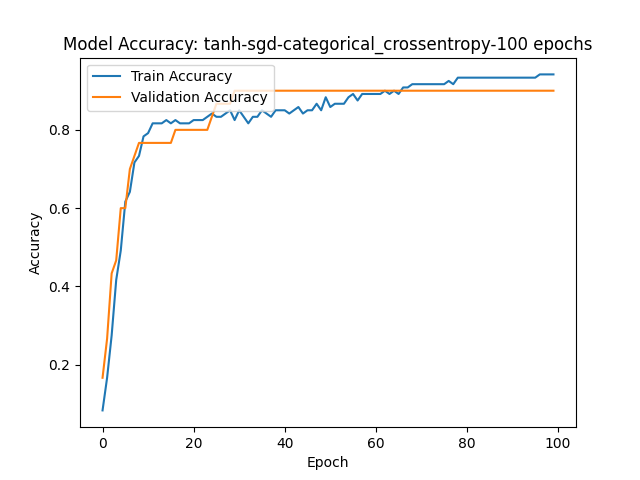 Model Accuracy: tanh-sgd-categorical_crossentropy-100 epochs
Train Accuracy
Validation Accuracy
Accuracy
0.8
0.6
0.4
0.2
0 20 40 60 80 100
Epoch